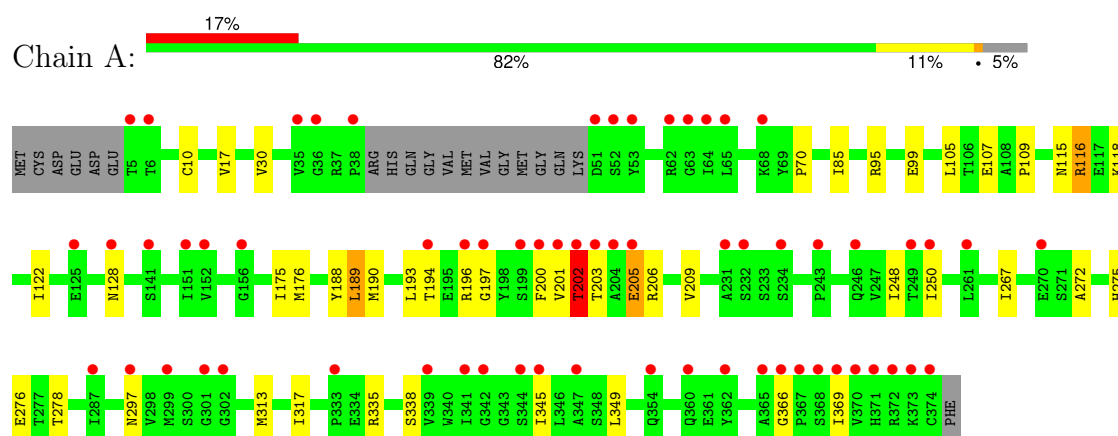 17%
Chain A:
82% 11% • 5%
MET CYS ASP GLU ASP GLU T5 T6 C10 V17 V30 V35 G36 R37 P38 ARG HIS GLN GLY VAL MET VAL GLY MET GLY GLN LYS D51 S52 Y53 R62 G63 I64 L65 K68 Y69 P70 I85 R95 E99 L105 T106 E107 A108 P109 N115 R116 E117 K118
I122 E125 N128 S141 I151 V152 G156 I175 M176 Y188 L189 M190 L193 T194 E195 R196 G197 Y198 S199 F200 V201 T202 T203 A204 E205 R206 V209 A231 S232 S233 S234 P243 Q246 V247 I248 T249 I250 L261 I267 E270 S271 A272 H275
E276 T277 T278 I287 N297 V298 M299 S300 G301 G302 M313 I317 P333 E334 R335 S338 V339 W340 I341 G342 G343 S344 I345 L346 A347 S348 L349 Q354 Q360 E361 Y362 A365 G366 P367 S368 I369 V370 H371 R372 K373 C374 PHE